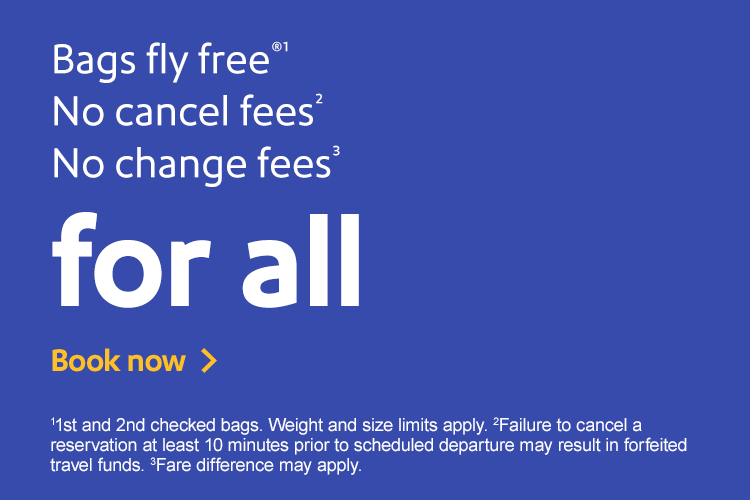 Bags fly free®¹
No cancel fees²
No change fees³
for all
Book now >
¹1st and 2nd checked bags. Weight and size limits apply. ²Failure to cancel a
reservation at least 10 minutes prior to scheduled departure may result in forfeited
travel funds. ³Fare difference may apply.